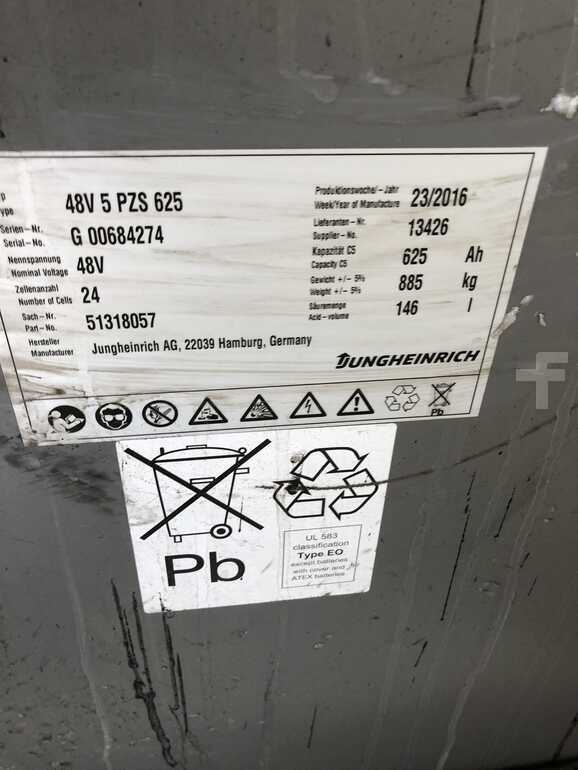 48V 5 PZS 625
Serien-Nr.
Serial-No.
G 00684274
Nennspannung
Nominal Voltage
48V
Zellenanzahl
Number of Cells
24
Sach-Nr.
Part-No.
51318057
Hersteller
Manufacturer
Jungheinrich AG, 22039 Hamburg, Germany
Produktionswoche/-Jahr
Week/Year of Manufacture
23/2016
Lieferanten-Nr.
Supplier-No.
13426
Kapazität C5
Capacity C5
625 Ah
Gewicht +/- 5%
Weight +/- 5%
885 kg
Säuremenge
Acid-volume
146 l
JUNGHEINRICH
Pb
Pb
UL 583
classification
Type EO
except batteries
with cover and
ATEX batteries
f